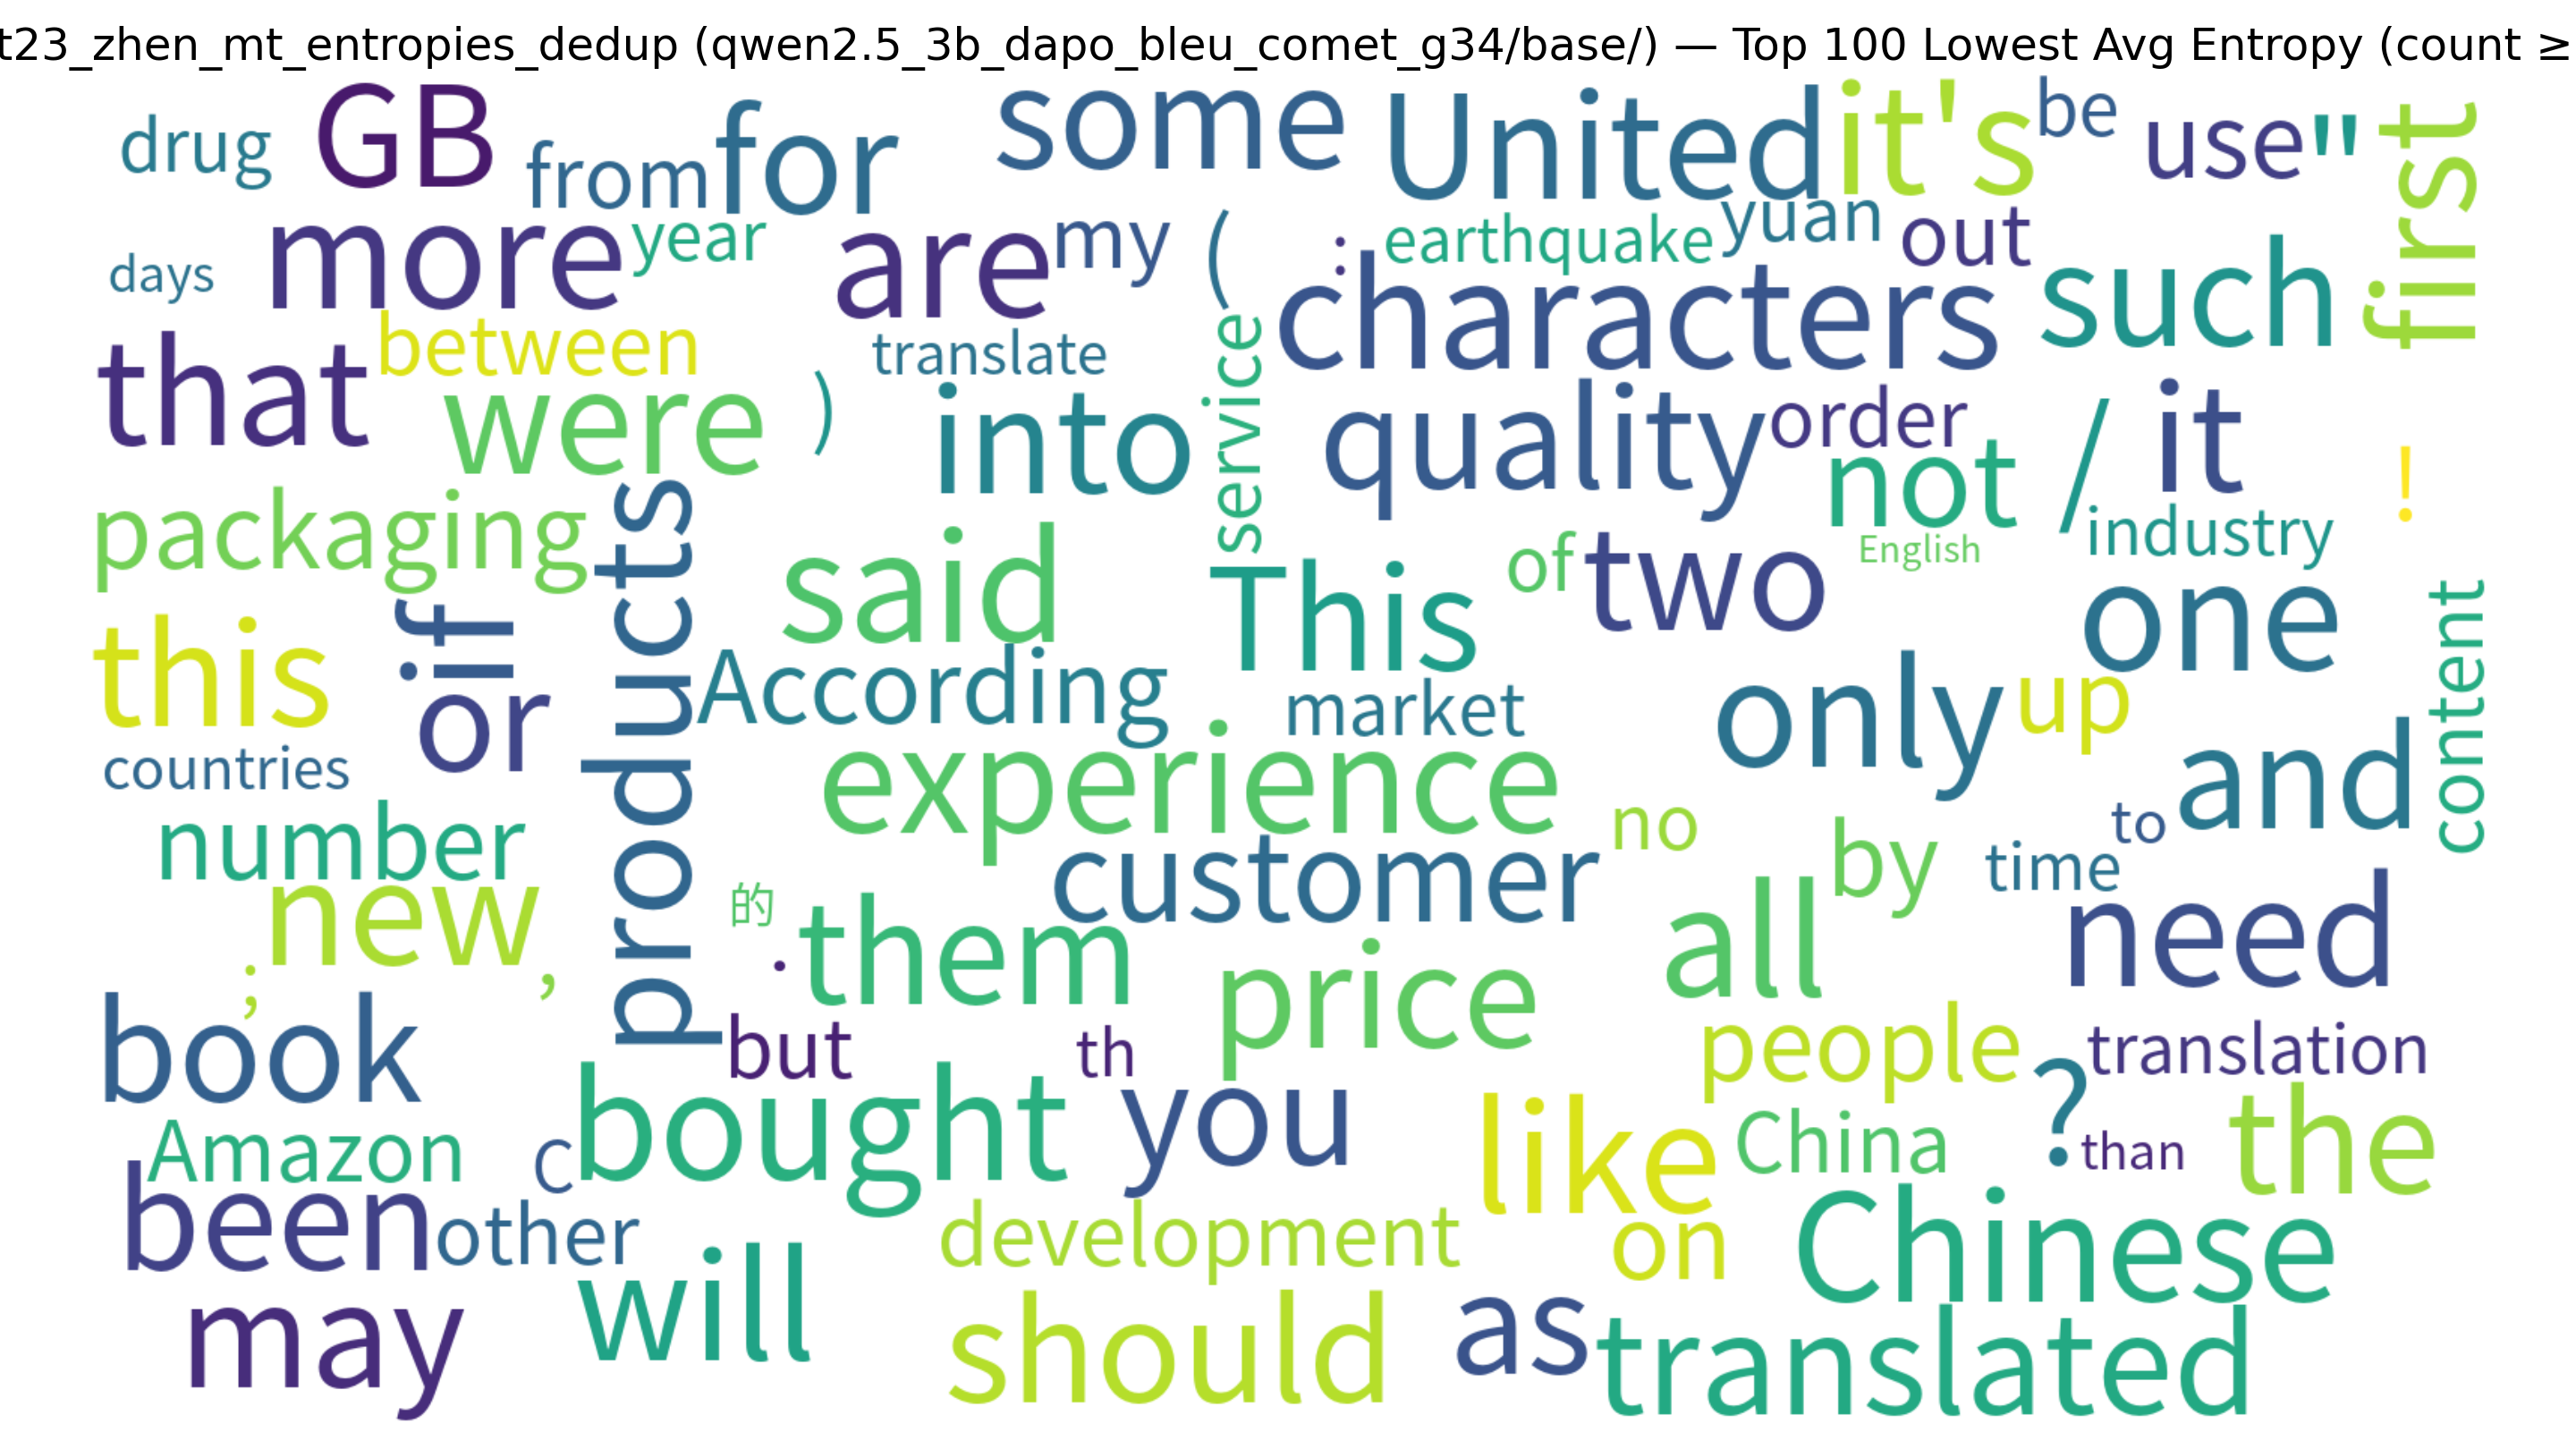 t23_zhen_mt_entropies_dedup (qwen2.5_3b_dapo_bleu_comet_g34/base/) — Top 100 Lowest Avg Entropy (count ≥
drug GB from for some United it's be use " first
days more year are my ( : earthquake yuan out such
that between translate characters
were ) into service quality order not / it !
packaging products said This of two English industry one content
this if or According market only up
countries experience and
number no by time to
new , 的 customer all need
; · them price
book but th people translation
Amazon C bought you like China ? than the
been other development on Chinese
may will should as translated